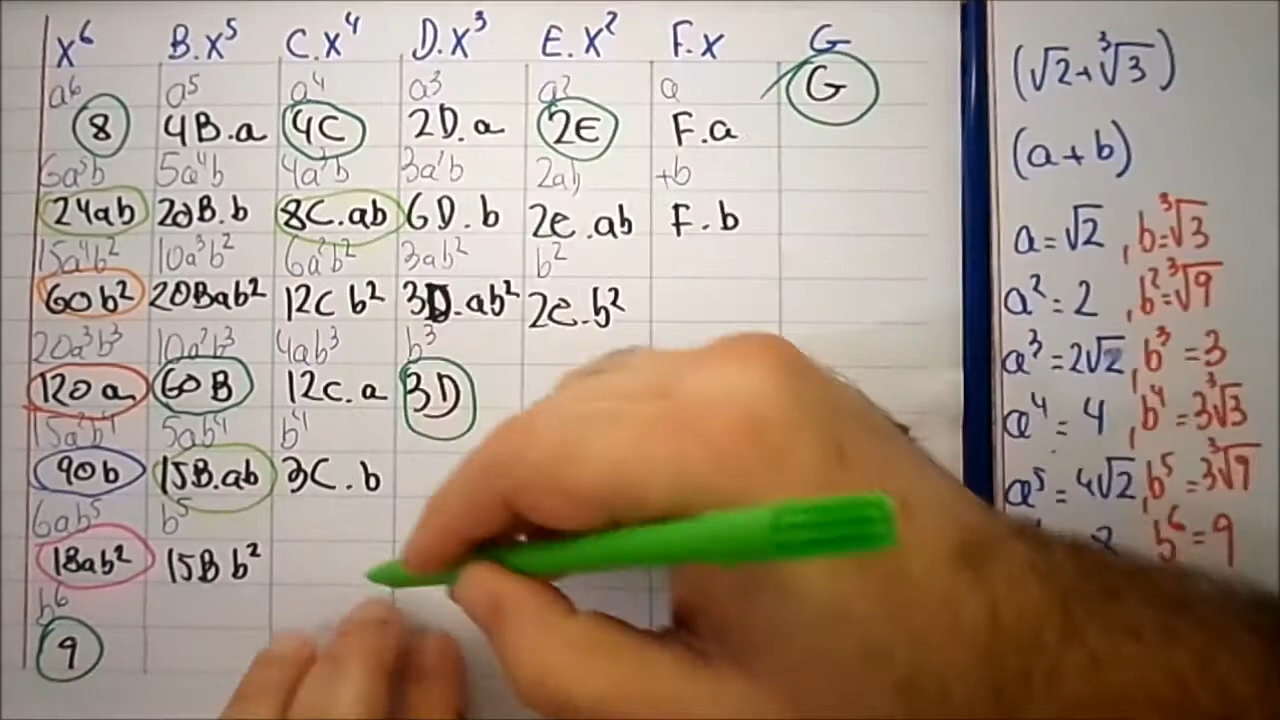 x⁶ B.x⁵ C.x⁴ D.x³ E.x² F.x G
a⁶ a⁵ a⁴ a³ a² a G
8 4B.a 4C 2D.a 2E F.a
6a⁵b 5a⁴b 4a³b 3a²b 2ab +b
24ab 20B.b 8C.ab 6D.b 2e.ab F.b
15a⁴b² 10a³b² 6a²b² 3ab² b²
60b² 20Bab² 12C b² 3D.ab² 2e.b²
20a³b³ 10a²b³ 4ab³ b³
120a 60B 12C.a 3D
15a²b⁴ 5ab⁴ b⁴
90b 15B.ab 3C.b
6ab⁵ b⁵
18ab² 15B b²
b⁶
9
(√2+∛3)
(a+b)
a=√2, b=∛3
a²=2, b²=∛9
a³=2√2, b³=3
a⁴=4, b⁴=3∛3
a⁵=4√2, b⁵=3∛9
b⁶=9